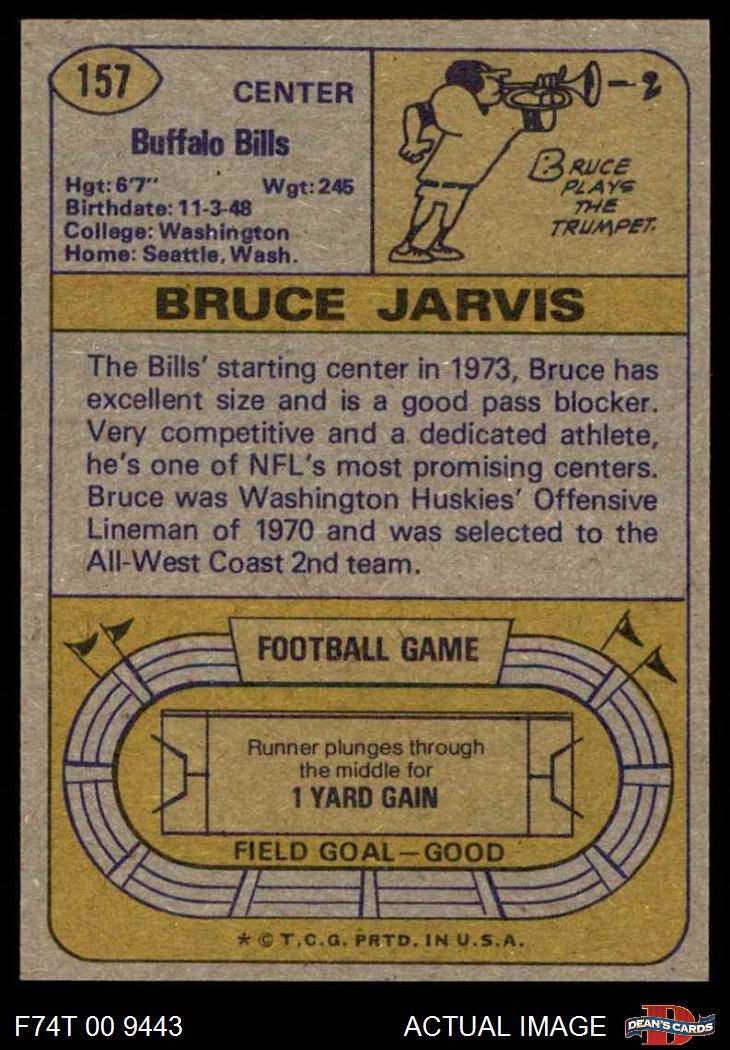 157
CENTER
Buffalo Bills
Hgt: 6'7" Wgt: 245
Birthdate: 11-3-48
College: Washington
Home: Seattle, Wash.
BRUCE
PLAYS
THE
TRUMPET.
BRUCE JARVIS
The Bills' starting center in 1973, Bruce has
excellent size and is a good pass blocker.
Very competitive and a dedicated athlete,
he's one of NFL's most promising centers.
Bruce was Washington Huskies' Offensive
Lineman of 1970 and was selected to the
All-West Coast 2nd team.
FOOTBALL GAME
Runner plunges through
the middle for
1 YARD GAIN
FIELD GOAL—GOOD
* © T.C.G. PRTD. IN U.S.A.
F74T 00 9443
ACTUAL IMAGE
D
DEAN'S CARDS